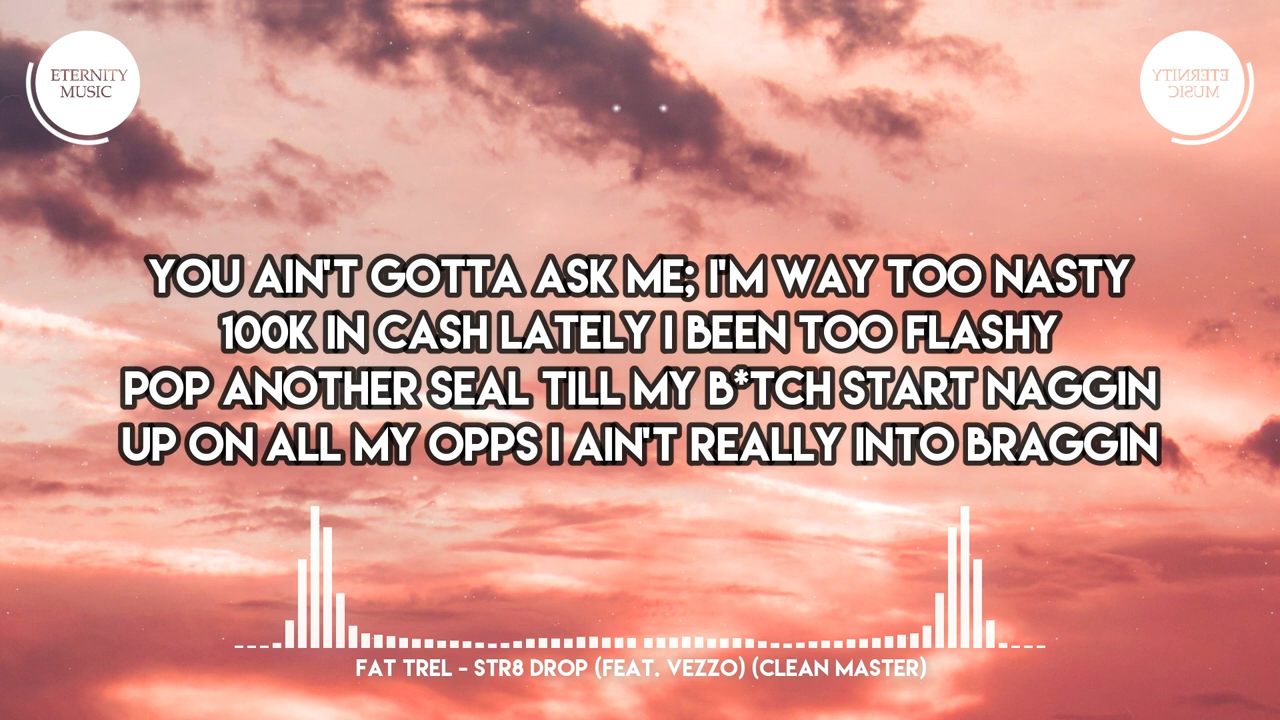 ETERNITY
MUSIC
ETERNITY
MUSIC
YOU AIN'T GOTTA ASK ME; I'M WAY TOO NASTY
100K IN CASH LATELY I BEEN TOO FLASHY
POP ANOTHER SEAL TILL MY B*TCH START NAGGIN
UP ON ALL MY OPPS I AIN'T REALLY INTO BRAGGIN
FAT TREL - STR8 DROP (FEAT. VEZZO) (CLEAN MASTER)